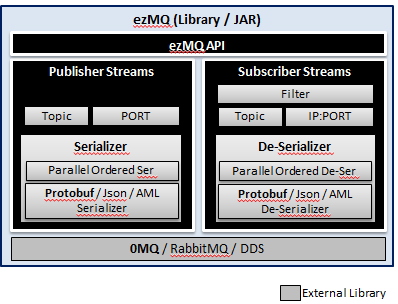 ezMQ (Library / JAR)
ezMQ API
Publisher Streams
Topic
PORT
Serializer
Parallel Ordered Ser
Protobuf / Json / AML
Serializer
Subscriber Streams
Filter
Topic
IP:PORT
De-Serializer
Parallel Ordered De-Ser
Protobuf / Json / AML
De-Serializer
0MQ / RabbitMQ / DDS
External Library